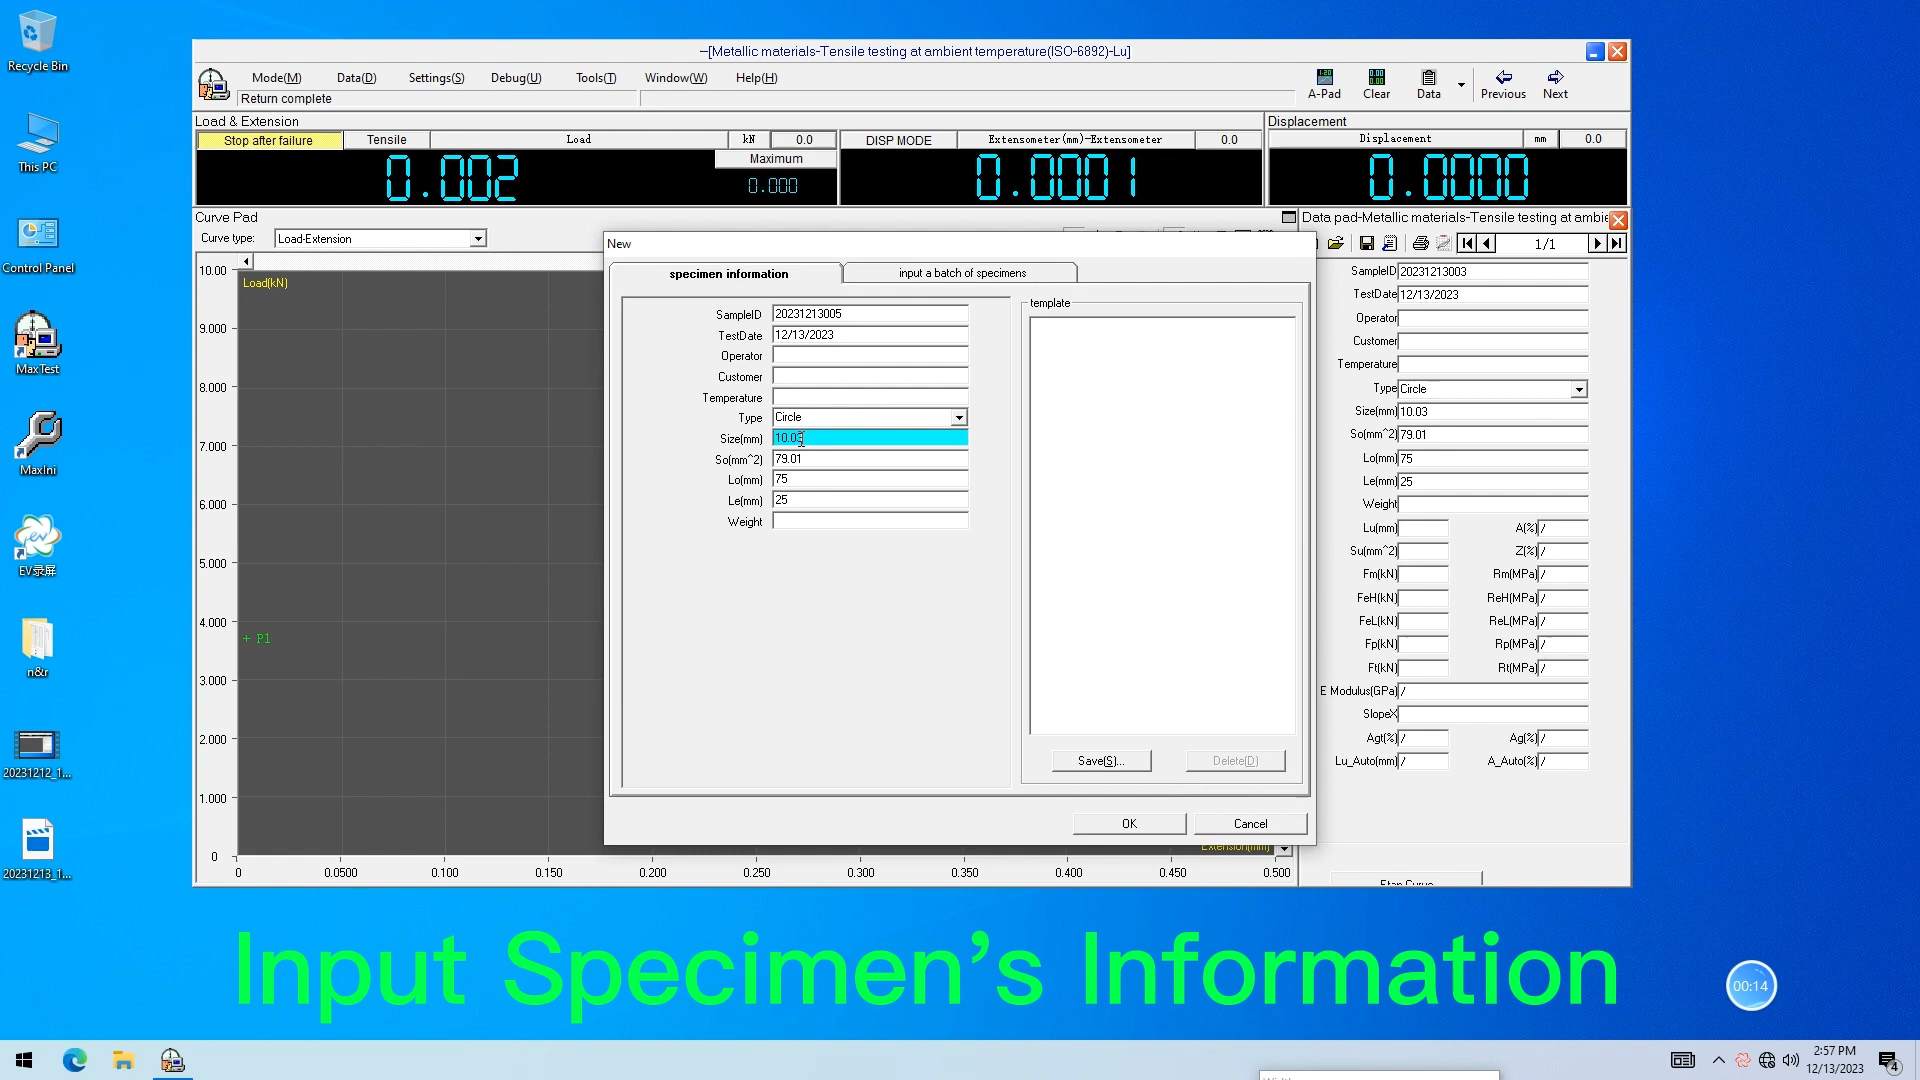 Recycle Bin
This PC
Control Panel
MaxTest
MaxIni
EV录屏
n&r
20231212_1...
20231213_1...
—[Metallic materials-Tensile testing at ambient temperature(ISO-6892)-Lu]
Mode(M) Data(D) Settings(S) Debug(U) Tools(T) Window(W) Help(H)
Return complete
A-Pad Clear Data Previous Next
Load & Extension
Stop after failure Tensile Load kN 0.0
0.002
Maximum
0.000
DISP MODE Extensometer(mm)-Extensometer 0.0
0.0001
Displacement
Displacement mm 0.0
0.0000
Curve Pad
Curve type: Load-Extension
Load(kN)
10.00
9.000
8.000
7.000
6.000
5.000
4.000
3.000
2.000
1.000
0
+ P1
0 0.0500 0.100 0.150 0.200 0.250 0.300 0.350 0.400 0.450 0.500
Extension(mm)
New
specimen information
input a batch of specimens
SampleID 20231213005
TestDate 12/13/2023
Operator
Customer
Temperature
Type Circle
Size(mm) 10.03
So(mm^2) 79.01
Lo(mm) 75
Le(mm) 25
Weight
template
Save(S)...
Delete(D)
OK
Cancel
Data pad-Metallic materials-Tensile testing at ambie
1/1
SampleID 20231213003
TestDate 12/13/2023
Operator
Customer
Temperature
Type Circle
Size(mm) 10.03
So(mm^2) 79.01
Lo(mm) 75
Le(mm) 25
Weight
Lu(mm) A(%) /
Su(mm^2) Z(%) /
Fm(kN) Rm(MPa) /
FeH(kN) ReH(MPa) /
FeL(kN) ReL(MPa) /
Fp(kN) Rp(MPa) /
Ft(kN) Rt(MPa) /
E Modulus(GPa) /
SlopeX
Agt(%) / Ag(%) /
Lu_Auto(mm) / A_Auto(%) /
Input Specimen's Information
00:14
2:57 PM
12/13/2023
4